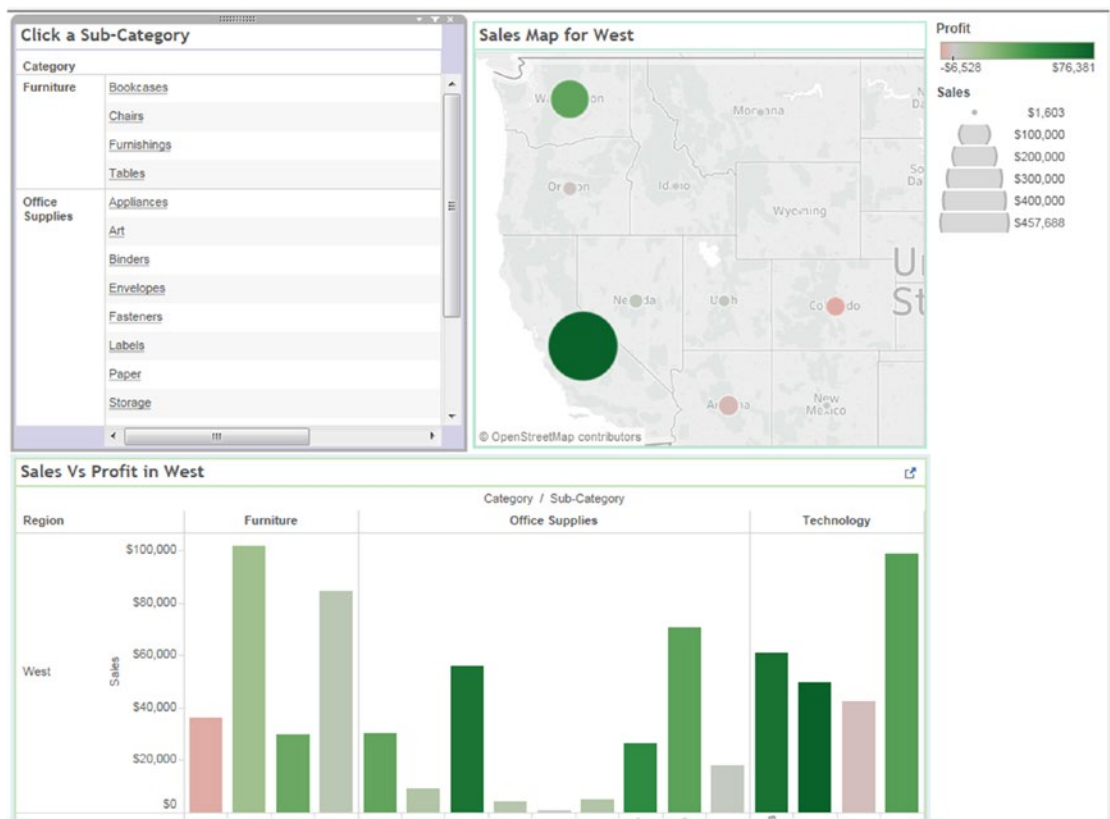 Click a Sub-Category
Category
Furniture
Bookcases
Chairs
Furnishings
Tables
Office
Supplies
Appliances
Art
Binders
Envelopes
Fasteners
Labels
Paper
Storage
Sales Map for West
Montana
Wyoming
New
Mexico
© OpenStreetMap contributors
Profit
-$6,528 $76,381
Sales
$1,603
$100,000
$200,000
$300,000
$400,000
$457,688
Sales Vs Profit in West
Category / Sub-Category
Region Furniture Office Supplies Technology
$100,000
$80,000
$60,000
West
Sales
$40,000
$20,000
$0